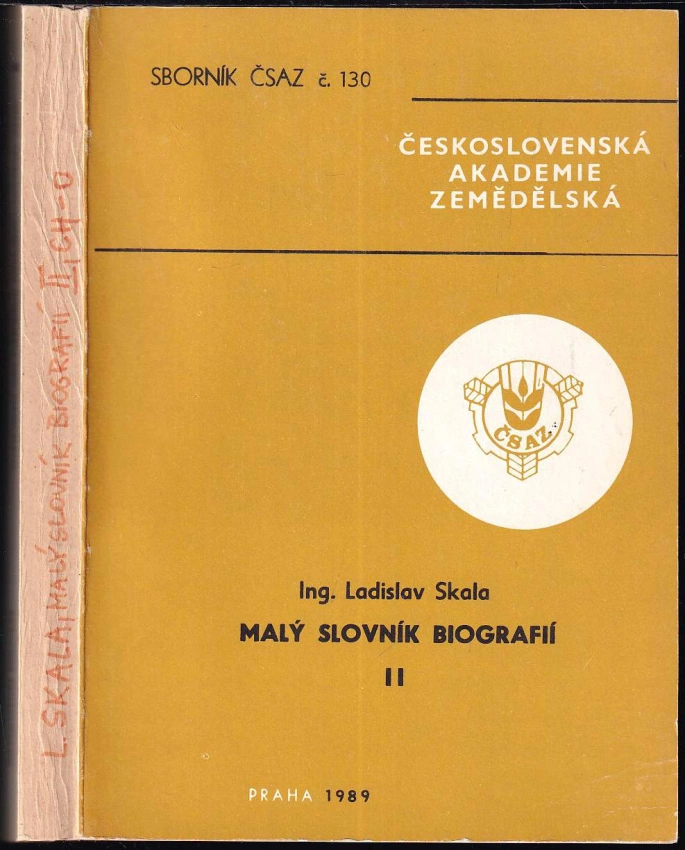 L. SKALA, MALÝ SLOVNÍK BIOGRAFIÍ II, CH-O
SBORNÍK ČSAZ č. 130
ČESKOSLOVENSKÁ
AKADEMIE
ZEMĚDĚLSKÁ
ČSAZ
Ing. Ladislav Skala
MALÝ SLOVNÍK BIOGRAFIÍ
II
PRAHA 1989